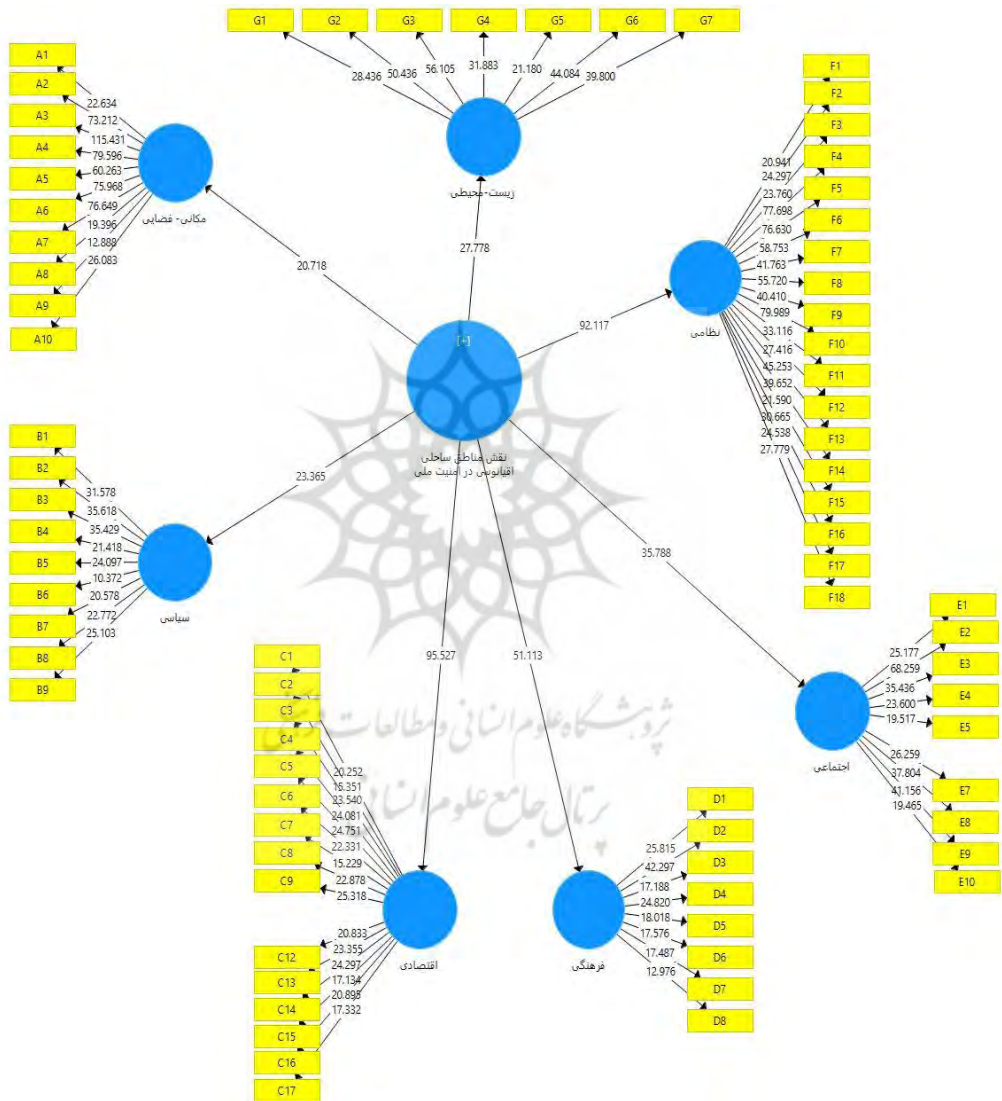 G1 G2 G3 G4 G5 G6 G7
28.436 50.436 56.105 31.883 21.180 44.084 39.800
زیست-محیطی
A1
A2
A3
A4
A5
A6
A7
A8
A9
A10
22.634
73.212
115.431
79.596
60.263
75.968
76.649
19.396
12.888
26.083
مکانی- فضایی
F1
F2
F3
F4
F5
F6
F7
F8
F9
F10
F11
F12
F13
F14
F15
F16
F17
F18
20.941
24.297
23.760
77.698
76.630
58.753
41.763
55.720
40.410
79.989
33.116
27.416
45.253
39.652
21.590
30.665
24.538
27.779
نظامی
20.718
27.778
92.117
[+]
نقش مناطق ساحلی
اقیانوسی در امنیت ملی
23.365
95.527
51.113
35.788
B1
B2
B3
B4
B5
B6
B7
B8
B9
31.578
35.618
35.429
21.418
24.097
10.372
20.578
22.772
25.103
سیاسی
E1
E2
E3
E4
E5
E7
E8
E9
E10
25.177
68.259
35.436
23.600
19.517
26.259
37.804
41.156
19.465
اجتماعی
پژوهشگاه علوم انسانی و مطالعات فرهنگی
پرتال جامع علوم انسانی
C1
C2
C3
C4
C5
C6
C7
C8
C9
C12
C13
C14
C15
C16
C17
20.252
15.351
23.540
24.081
24.751
22.331
15.229
22.878
25.318
20.833
23.355
24.297
17.134
20.895
17.332
اقتصادی
D1
D2
D3
D4
D5
D6
D7
D8
25.815
42.297
17.188
24.820
18.018
17.576
17.487
12.976
فرهنگی